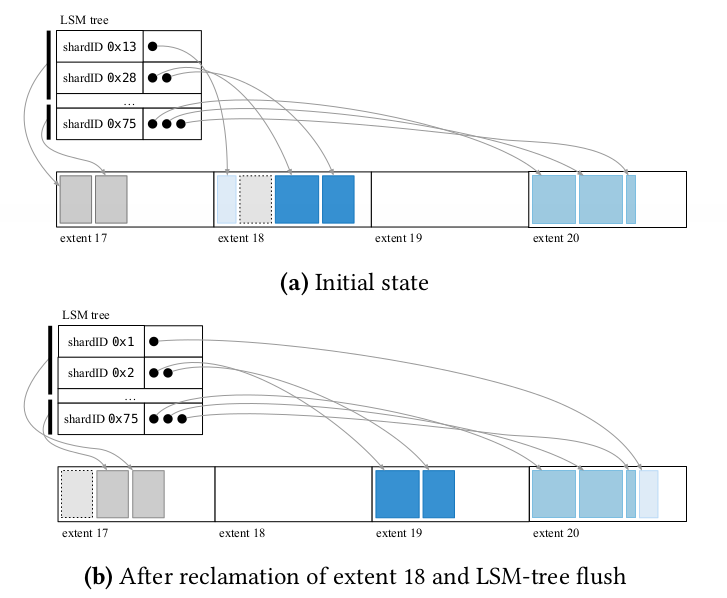 LSM tree
shardID 0x13
shardID 0x28
...
shardID 0x75
extent 17
extent 18
extent 19
extent 20
(a) Initial state
LSM tree
shardID 0x1
shardID 0x2
...
shardID 0x75
extent 17
extent 18
extent 19
extent 20
(b) After reclamation of extent 18 and LSM-tree flush